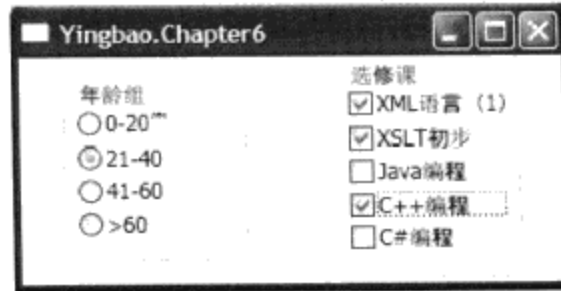 Yingbao.Chapter6
年龄组
0-20
21-40
41-60
>60
选修课
XML语言（1）
XSLT初步
Java编程
C++编程
C#编程